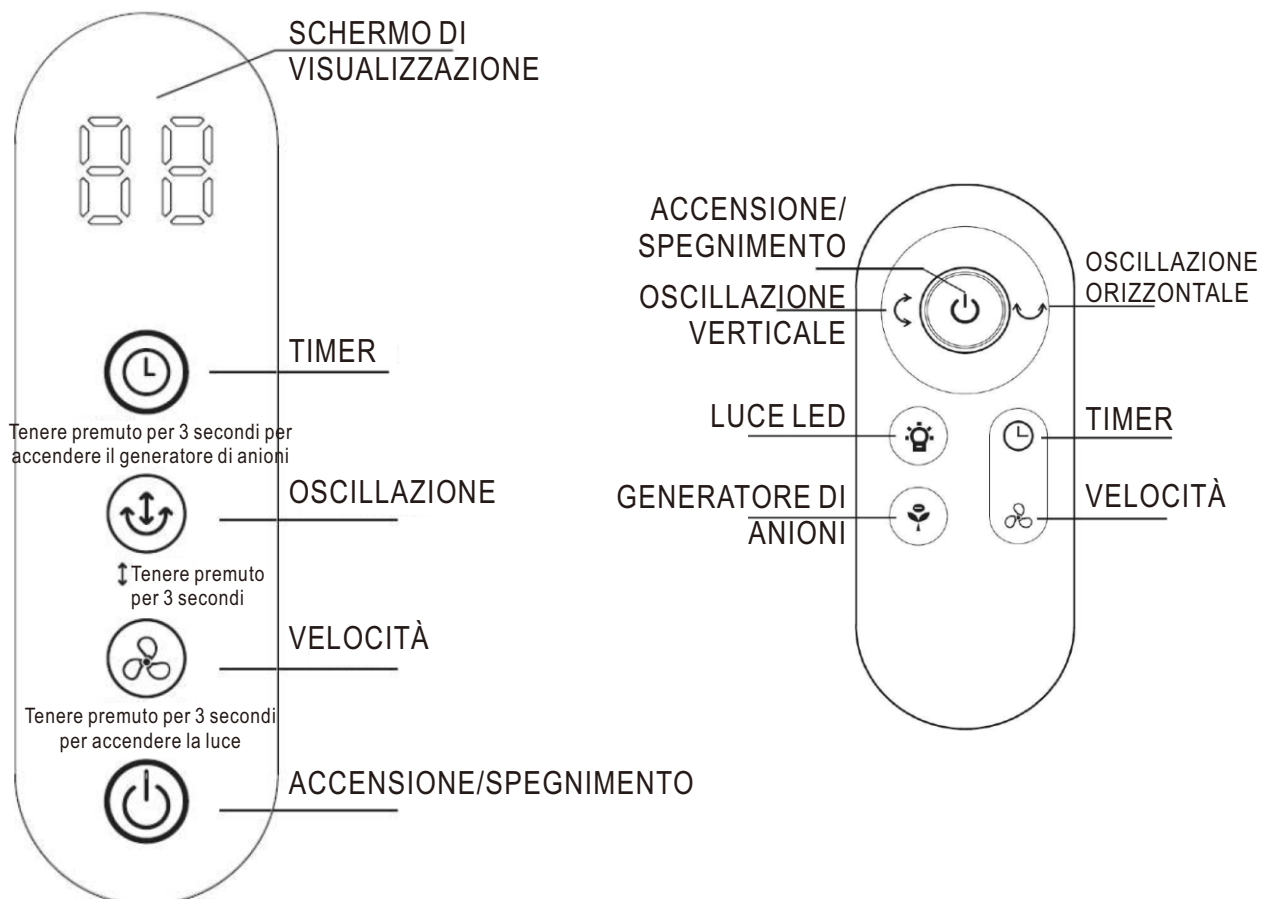 SCHERMO DI
VISUALIZZAZIONE
88
TIMER
Tenere premuto per 3 secondi per
accendere il generatore di anioni
OSCILLAZIONE
Tenere premuto
per 3 secondi
VELOCITÀ
Tenere premuto per 3 secondi
per accendere la luce
ACCENSIONE/SPEGNIMENTO
ACCENSIONE/
SPEGNIMENTO
OSCILLAZIONE
VERTICALE
OSCILLAZIONE
ORIZZONTALE
LUCE LED
TIMER
GENERATORE DI
ANIONI
VELOCITÀ